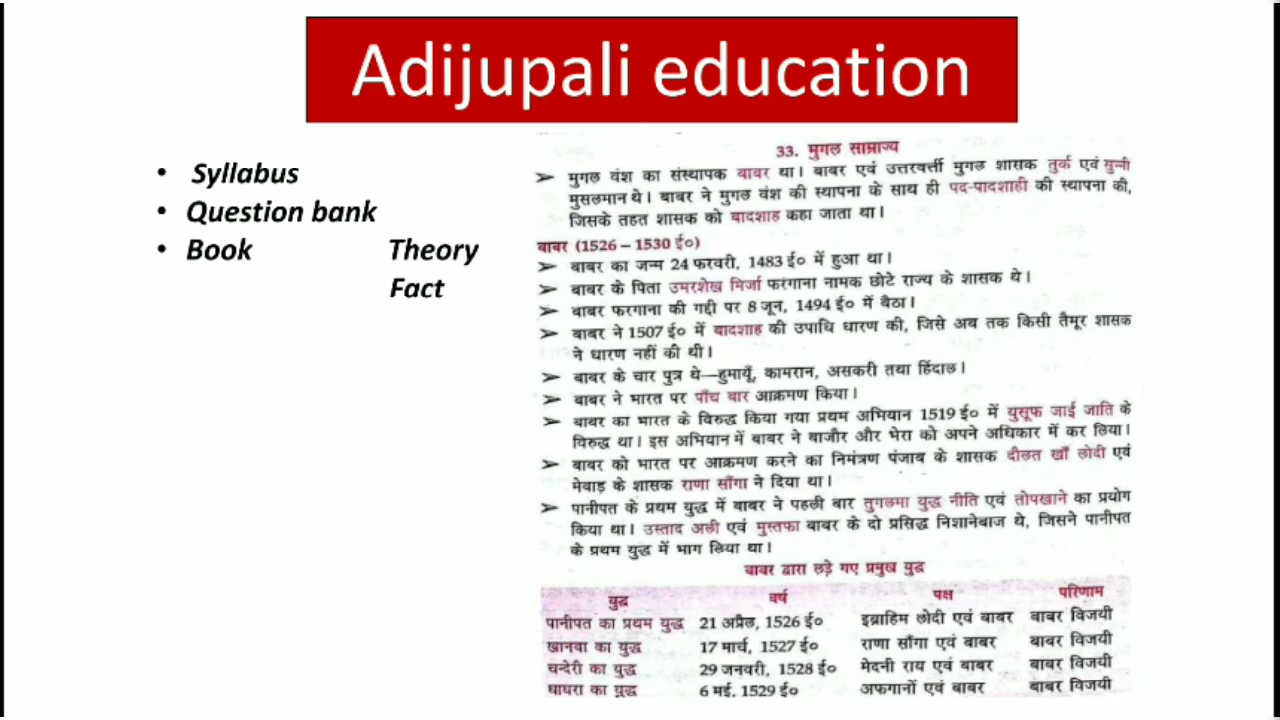 Adijupali education
• Syllabus
• Question bank
• Book Theory
Fact
33. मुगल साम्राज्य
➢ मुगल वंश का संस्थापक बाबर था। बाबर एवं उत्तरवर्त्ती मुगल शासक तुर्क एवं सुन्नी
मुसलमान थे। बाबर ने मुगल वंश की स्थापना के साथ ही पद-पादशाही की स्थापना की,
जिसके तहत शासक को बादशाह कहा जाता था।
बाबर (1526 – 1530 ई०)
➢ बाबर का जन्म 24 फरवरी, 1483 ई० में हुआ था।
➢ बाबर के पिता उमरशेख मिर्जा फरगाना नामक छोटे राज्य के शासक थे।
➢ बाबर फरगाना की गद्दी पर 8 जून, 1494 ई० में बैठा।
➢ बाबर ने 1507 ई० में बादशाह की उपाधि धारण की, जिसे अब तक किसी तैमूर शासक
ने धारण नहीं की थी।
➢ बाबर के चार पुत्र थे—हुमायूँ, कामरान, असकरी तथा हिंदाल।
➢ बाबर ने भारत पर पाँच बार आक्रमण किया।
➢ बाबर का भारत के विरुद्ध किया गया प्रथम अभियान 1519 ई० में युसूफ जाई जाति के
विरुद्ध था। इस अभियान में बाबर ने बाजौर और भेरा को अपने अधिकार में कर लिया।
➢ बाबर को भारत पर आक्रमण करने का निमंत्रण पंजाब के शासक दौलत खाँ लोदी एवं
मेवाड़ के शासक राणा साँगा ने दिया था।
➢ पानीपत के प्रथम युद्ध में बाबर ने पहली बार तुगलमा युद्ध नीति एवं तोपखाने का प्रयोग
किया था। उस्ताद अली एवं मुस्तफा बाबर के दो प्रसिद्ध निशानेबाज थे, जिसने पानीपत
के प्रथम युद्ध में भाग लिया था।
बाबर द्वारा लड़े गए प्रमुख युद्ध
युद्ध वर्ष पक्ष परिणाम
पानीपत का प्रथम युद्ध 21 अप्रैल, 1526 ई० इब्राहिम लोदी एवं बाबर बाबर विजयी
खानवा का युद्ध 17 मार्च, 1527 ई० राणा साँगा एवं बाबर बाबर विजयी
चन्देरी का युद्ध 29 जनवरी, 1528 ई० मेदनी राय एवं बाबर बाबर विजयी
घाघरा का युद्ध 6 मई, 1529 ई० अफगानों एवं बाबर बाबर विजयी